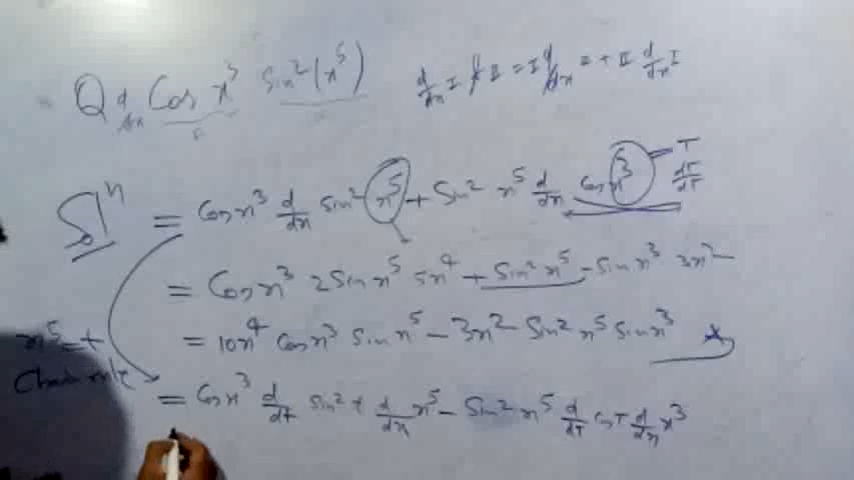 Q d/dx Cos x³ Sin²(x⁵)
d/dx I II = I d/dx II + II d/dx I
Solⁿ = Cos x³ d/dx Sin² x⁵ + Sin² x⁵ d/dx Cos x³ = T
dT/dT
= Cos x³ 2 Sin x⁵ 5x⁴ + Sin² x⁵ - Sin x³ 3x²
= 10x⁴ Cos x³ Sin x⁵ - 3x² Sin² x⁵ Sin x³
x⁵ = t
Chain rule
= Cos x³ d/dt Sin² t d/dx x⁵ - Sin² x⁵ d/dT Cos T d/dx x³